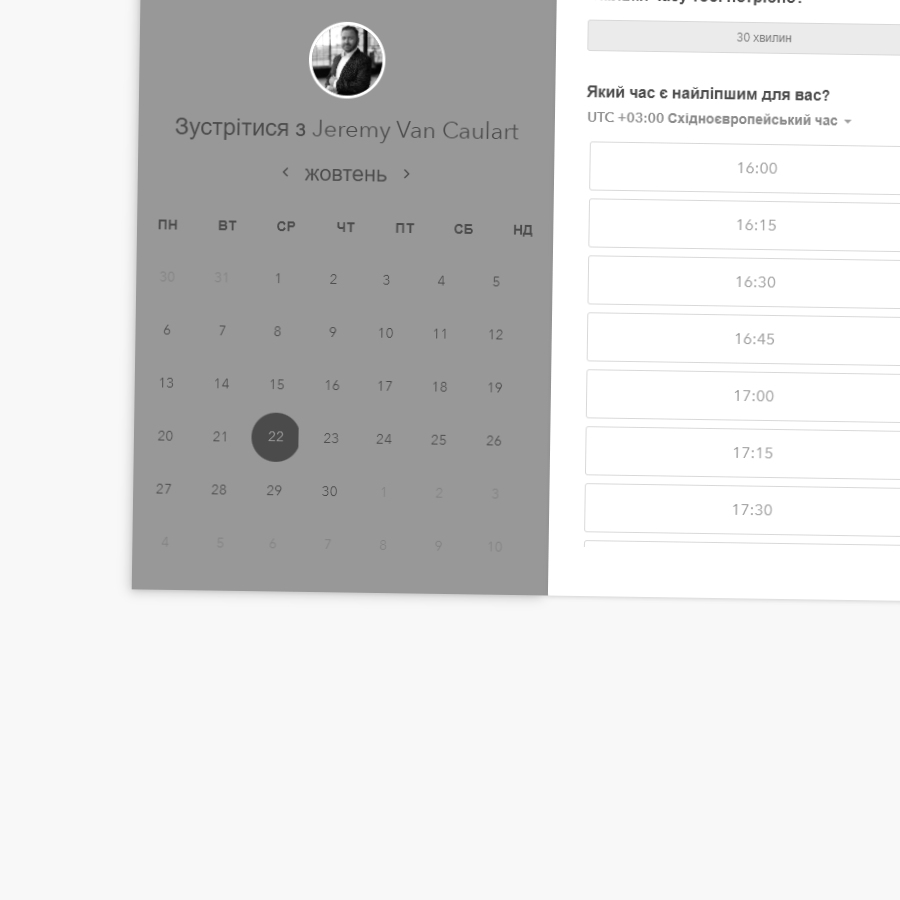 Зустрітися з Jeremy Van Caulart
жовтень
ПН ВТ СР ЧТ ПТ СБ НД
30 31 1 2 3 4 5
6 7 8 9 10 11 12
13 14 15 16 17 18 19
20 21 22 23 24 25 26
27 28 29 30 1 2 3
4 5 6 7 8 9 10
часу тобі потрібно?
30 хвилин
Який час є найліпшим для вас?
UTC +03:00 Східноєвропейський час
16:00
16:15
16:30
16:45
17:00
17:15
17:30